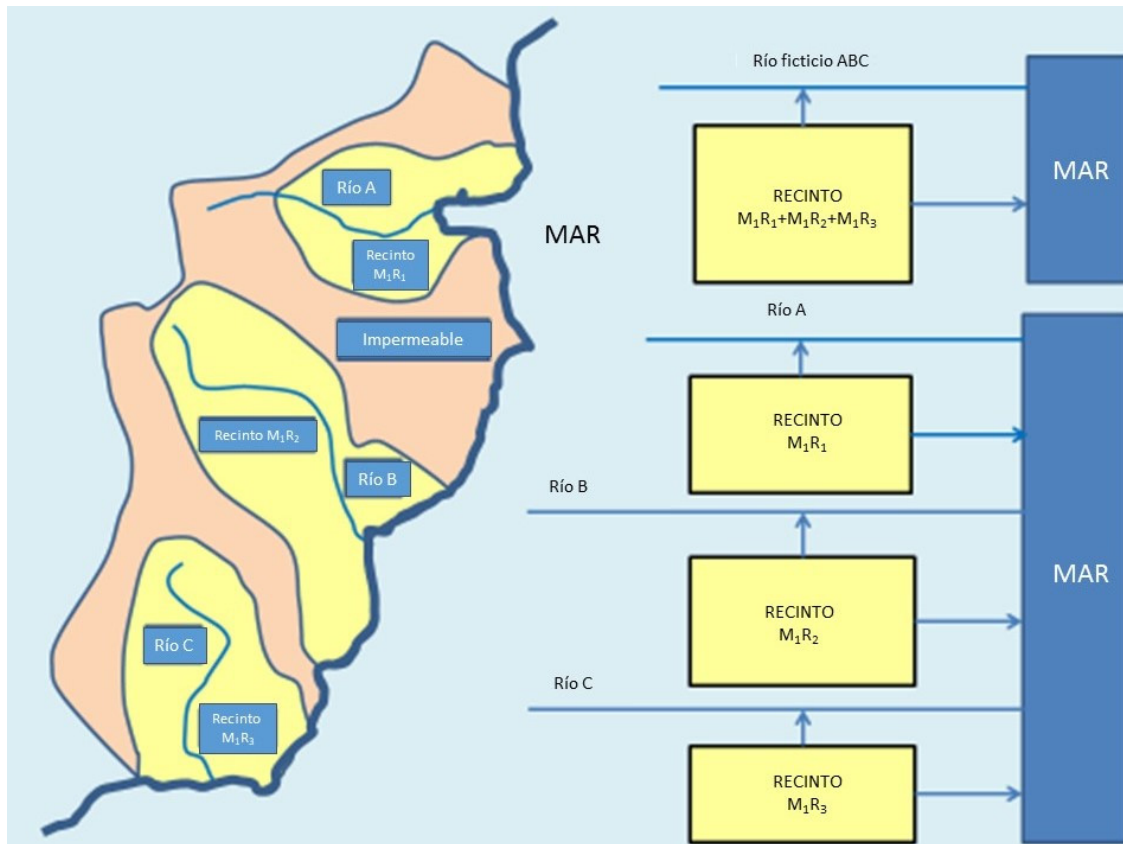 Río A
Recinto
M₁R₁
Impermeable
Recinto M₁R₂
Río B
Río C
Recinto
M₁R₃
MAR
Río ficticio ABC
RECINTO
M₁R₁+M₁R₂+M₁R₃
MAR
Río A
RECINTO
M₁R₁
Río B
RECINTO
M₁R₂
MAR
Río C
RECINTO
M₁R₃